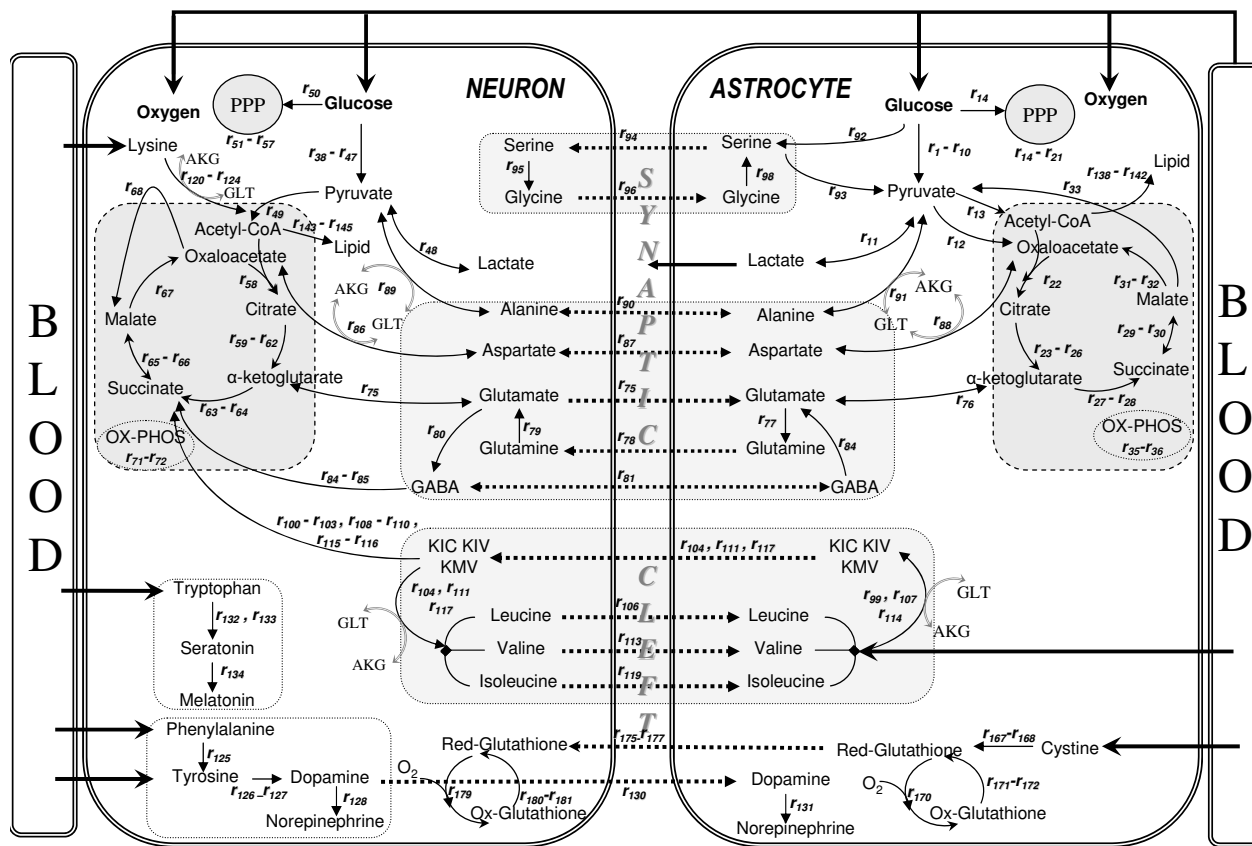 BLOOD
NEURON
ASTROCYTE
BLOOD
SYNAPTIC CLEFT
Oxygen
PPP
r50
Glucose
r51 - r57
Lysine
AKG
r120 - r124
GLT
r38 - r47
r68
Pyruvate
r49
Acetyl-CoA
r143 - r145
Lipid
Oxaloacetate
r58
r67
Citrate
Malate
r59 - r62
r65 - r66
α-ketoglutarate
Succinate
r63 - r64
OX-PHOS
r71-r72
r48
Lactate
r89
AKG
r86
GLT
Alanine
Aspartate
r75
Glutamate
r80
r79
Glutamine
r84 - r85
GABA
Serine
r95
Glycine
r94
r96
Serine
r98
Glycine
r90
r87
r75
r78
r81
Glucose
r14
PPP
r14 - r21
Oxygen
r92
r1 - r10
r93
Pyruvate
r13
r33
r138 - r142
Lipid
Acetyl-CoA
r12
Oxaloacetate
r11
Lactate
r22
r31 - r32
Citrate
Malate
r91
AKG
GLT
r88
r29 - r30
r23 - r26
Succinate
α-ketoglutarate
r27 - r28
r76
OX-PHOS
r35-r36
Alanine
Aspartate
Glutamate
r77
Glutamine
r84
GABA
r100 - r103 , r108 - r110 ,
r115 - r116
KIC KIV
KMV
r104 , r111 , r117
KIC KIV
KMV
r104 , r111
r117
GLT
AKG
Leucine
r106
Leucine
Valine
r113
Valine
Isoleucine
r119
Isoleucine
r99 , r107
r114
GLT
AKG
Tryptophan
r132 , r133
Seratonin
r134
Melatonin
Phenylalanine
r125
Tyrosine
r126 - r127
Dopamine
r128
Norepinephrine
Red-Glutathione
O2
r179
r180-r181
Ox-Glutathione
r175-r177
r130
Dopamine
r131
Norepinephrine
Red-Glutathione
r167-r168
Cystine
O2
r170
r171-r172
Ox-Glutathione